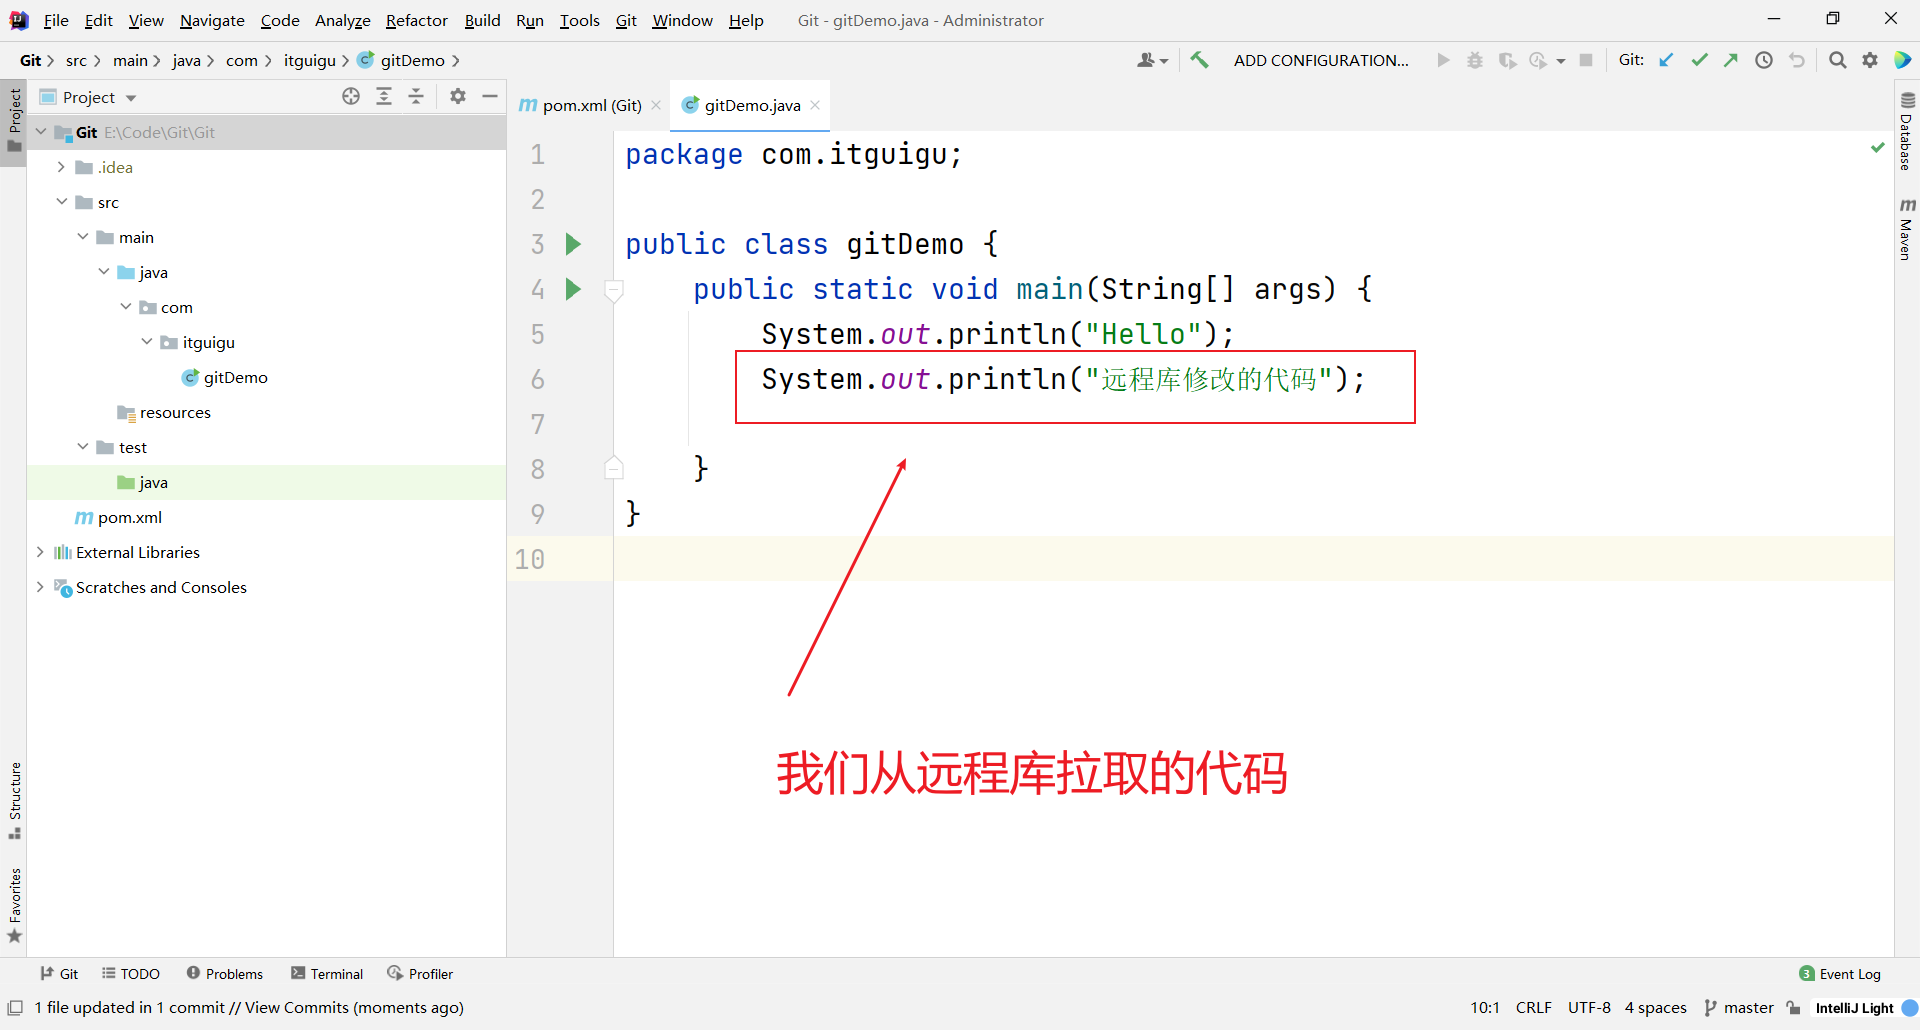 File Edit View Navigate Code Analyze Refactor Build Run Tools Git Window Help Git - gitDemo.java - Administrator
Git src main java com itguigu gitDemo ADD CONFIGURATION... Git:
Project
Project
pom.xml (Git) gitDemo.java
Git E:\Code\Git\Git
.idea
src
main
java
com
itguigu
gitDemo
resources
test
java
pom.xml
External Libraries
Scratches and Consoles
1 package com.itguigu;
2
3 public class gitDemo {
4 public static void main(String[] args) {
5 System.out.println("Hello");
6 System.out.println("远程库修改的代码");
7
8 }
9 }
10
我们从远程库拉取的代码
Database
Maven
Structure
Favorites
Git TODO Problems Terminal Profiler 3 Event Log
1 file updated in 1 commit // View Commits (moments ago) 10:1 CRLF UTF-8 4 spaces master IntelliJ Light